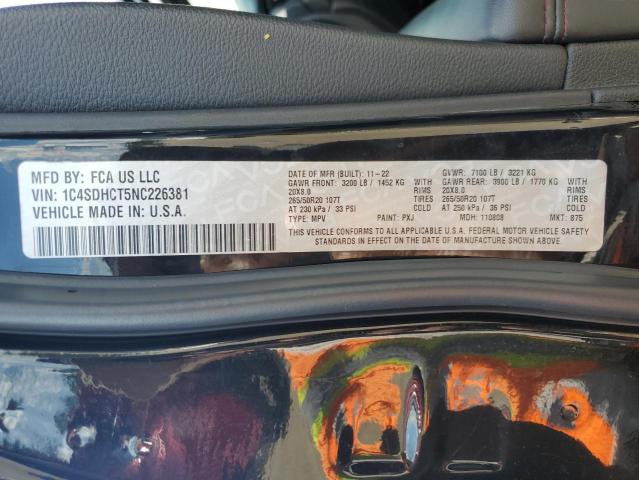 MFD BY: FCA US LLC
VIN: 1C4SDHCT5NC226381
VEHICLE MADE IN: U.S.A.
DATE OF MFR (BUILT): 11-22 GVWR: 7100 LB / 3221 KG
GAWR FRONT: 3200 LB / 1452 KG WITH GAWR REAR: 3900 LB / 1770 KG WITH
20X8.0 TIRES 20X8.0 TIRES
265/50R20 107T RIMS AT 265/50R20 107T RIMS AT
AT 230 kPa / 33 PSI COLD AT 250 kPa / 36 PSI COLD
TYPE: MPV PAINT: PXJ MDH: 110808 MKT: 875
THIS VEHICLE CONFORMS TO ALL APPLICABLE U.S.A. FEDERAL MOTOR VEHICLE SAFETY
STANDARDS IN EFFECT ON THE DATE OF MANUFACTURE SHOWN ABOVE.